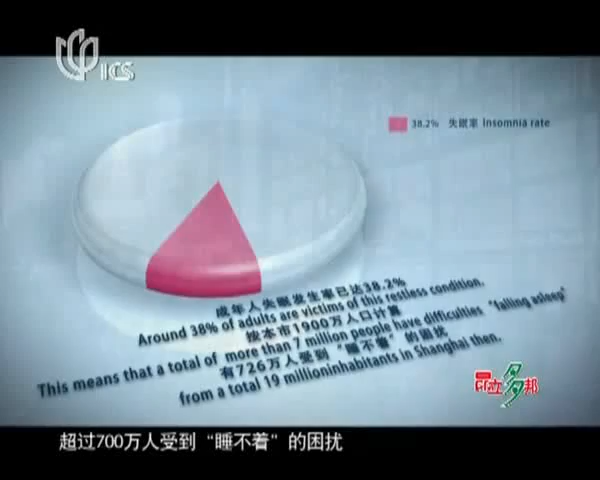 ICS
38.2% 失眠率 Insomnia rate
成年人失眠发生率已达38.2%
Around 38% of adults are victims of this restless condition.
按本市1900万人口计算
This means that a total of more than 7 million people have difficulties “falling asleep”
有726万人受到“睡不着”的困扰
from a total 19 millioninhabitants in Shanghai then.
昂立多邦
超过700万人受到“睡不着”的困扰